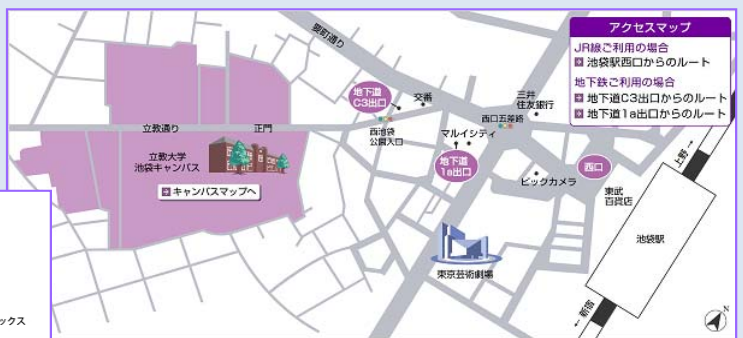 アクセスマップ
JR線ご利用の場合
池袋駅西口からのルート
地下鉄ご利用の場合
地下道C3出口からのルート
地下道1a出口からのルート
要町通り
地下道
C3出口
交番
三井
住友銀行
西口五差路
西池袋
公園入口
マルイシティ
地下道
1a出口
立教通り
正門
立教大学
池袋キャンパス
キャンパスマップへ
ビックカメラ
西口
東武
百貨店
上野→
池袋駅
←新宿
東京芸術劇場
ックス